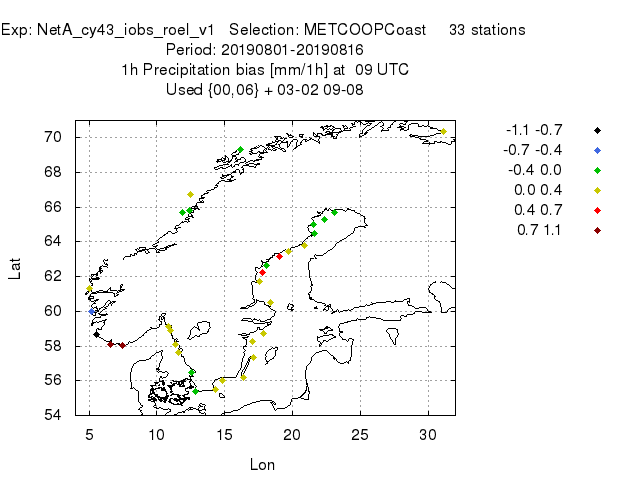 Exp: NetA_cy43_iobs_roel_v1 Selection: METCOOPCoast 33 stations
Period: 20190801-20190816
1h Precipitation bias [mm/1h] at 09 UTC
Used {00,06} + 03-02 09-08
-1.1 -0.7
-0.7 -0.4
-0.4 0.0
0.0 0.4
0.4 0.7
0.7 1.1
70
68
66
64
62
60
58
56
54
Lat
5 10 15 20 25 30
Lon